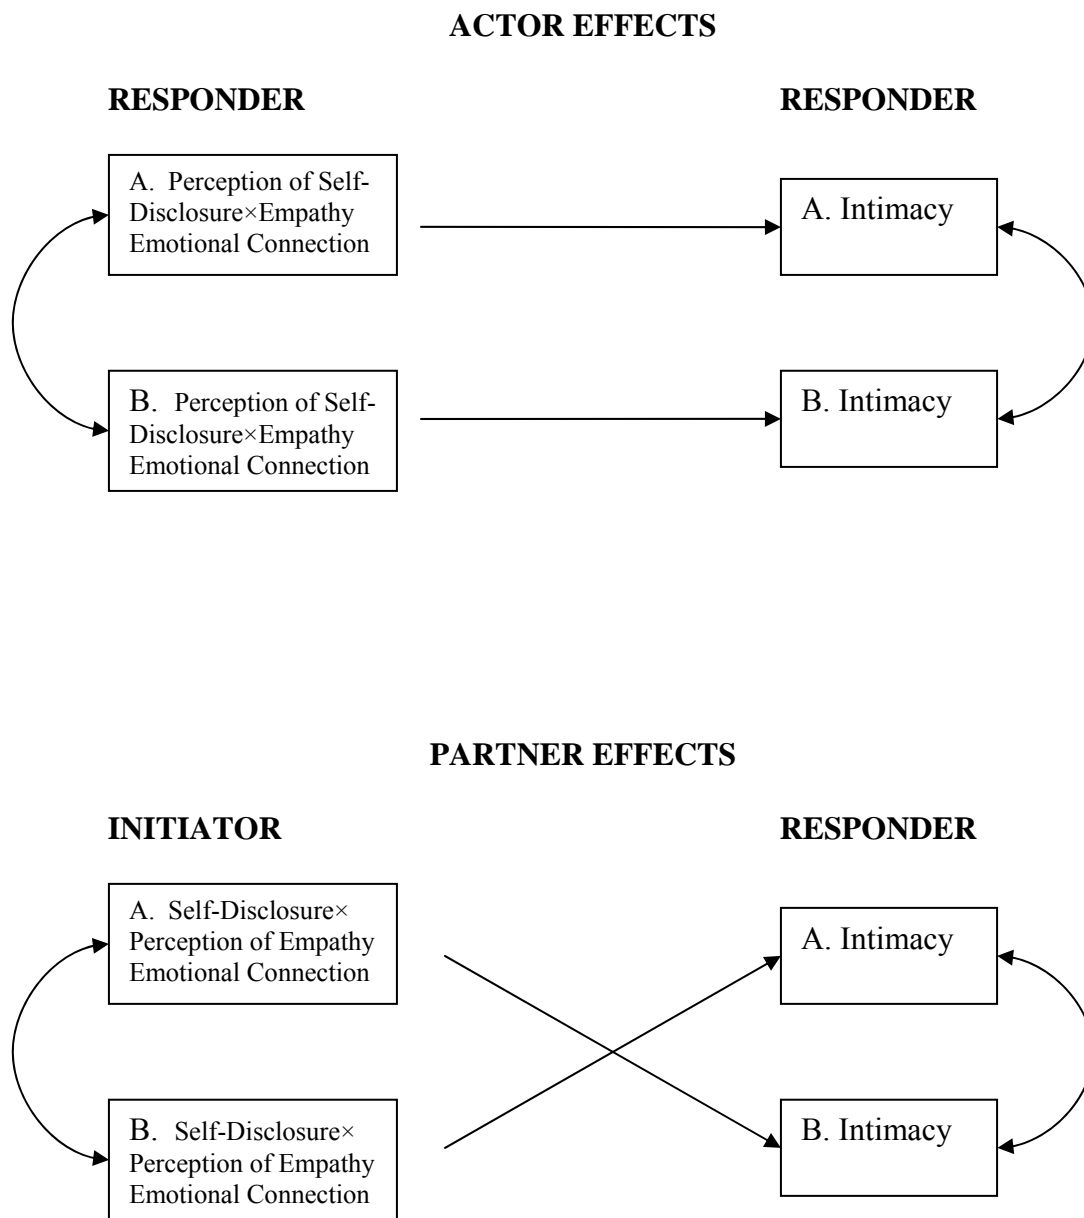 ACTOR EFFECTS
RESPONDER
RESPONDER
A. Perception of Self-
Disclosure×Empathy
Emotional Connection
A. Intimacy
B. Perception of Self-
Disclosure×Empathy
Emotional Connection
B. Intimacy
PARTNER EFFECTS
INITIATOR
RESPONDER
A. Self-Disclosure×
Perception of Empathy
Emotional Connection
A. Intimacy
B. Self-Disclosure×
Perception of Empathy
Emotional Connection
B. Intimacy